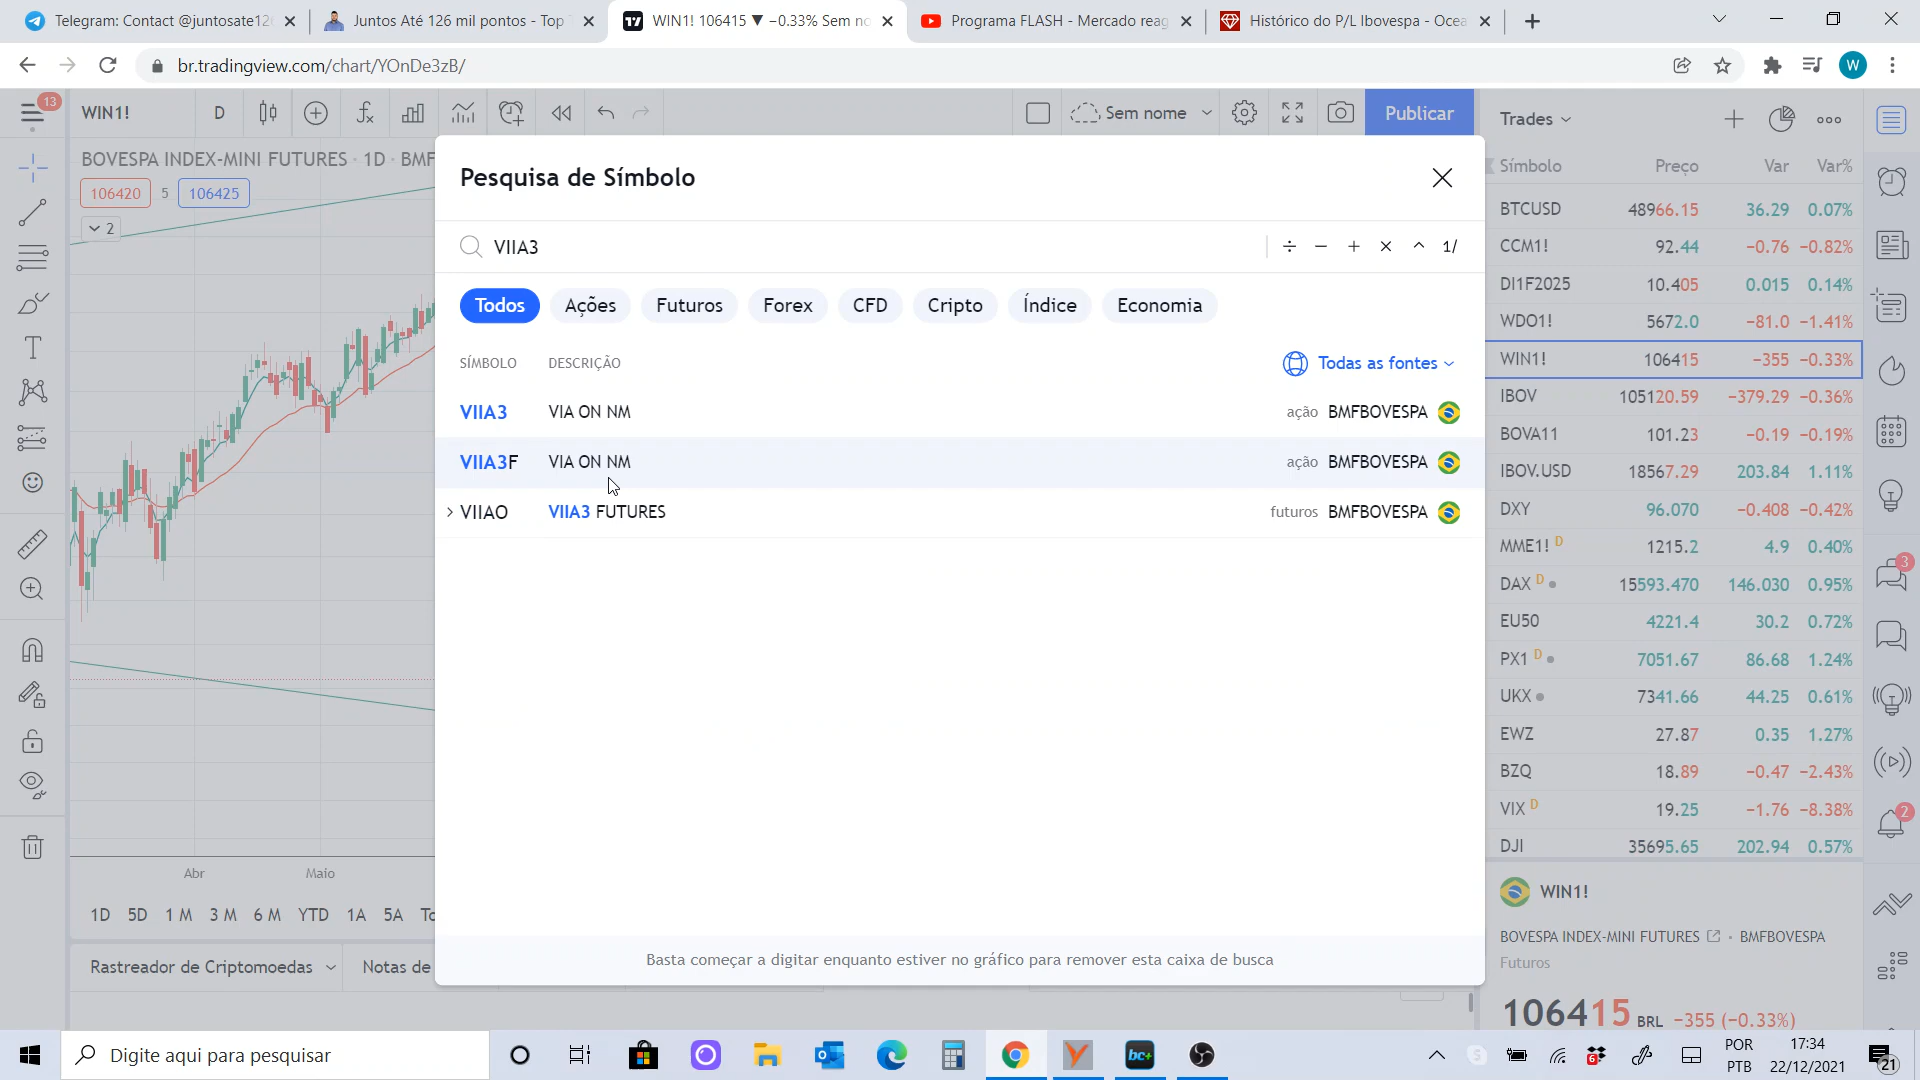 Telegram: Contact @juntosate12
Juntos Até 126 mil pontos - Top
WIN1! 106415 ▼ −0.33% Sem no
Programa FLASH - Mercado reag
Histórico do P/L Ibovespa - Ocea
br.tradingview.com/chart/YOnDe3zB/
W
13
WIN1!
D
Sem nome
Publicar
Trades
BOVESPA INDEX-MINI FUTURES · 1D · BMF
106420 5 106425
2
Pesquisa de Símbolo
VIIA3
÷ − + × ^ 1/
Todos Ações Futuros Forex CFD Cripto Índice Economia
SÍMBOLO DESCRIÇÃO Todas as fontes
VIIA3 VIA ON NM ação BMFBOVESPA
VIIA3F VIA ON NM ação BMFBOVESPA
VIIAO VIIA3 FUTURES futuros BMFBOVESPA
Basta começar a digitar enquanto estiver no gráfico para remover esta caixa de busca
Símbolo Preço Var Var%
BTCUSD 48966.15 36.29 0.07%
CCM1! 92.44 −0.76 −0.82%
DI1F2025 10.405 0.015 0.14%
WDO1! 5672.0 −81.0 −1.41%
WIN1! 106415 −355 −0.33%
IBOV 105120.59 −379.29 −0.36%
BOVA11 101.23 −0.19 −0.19%
IBOV.USD 18567.29 203.84 1.11%
DXY 96.070 −0.408 −0.42%
MME1! D 1215.2 4.9 0.40%
DAX D 15593.470 146.030 0.95%
EU50 4221.4 30.2 0.72%
PX1 D 7051.67 86.68 1.24%
UKX 7341.66 44.25 0.61%
EWZ 27.87 0.35 1.27%
BZQ 18.89 −0.47 −2.43%
VIX D 19.25 −1.76 −8.38%
DJI 35695.65 202.94 0.57%
3
2
WIN1!
BOVESPA INDEX-MINI FUTURES · BMFBOVESPA
Futuros
106415 BRL −355 (−0.33%)
Abr Maio
1D 5D 1 M 3 M 6 M YTD 1A 5A To
Rastreador de Criptomoedas Notas de
Digite aqui para pesquisar
bc+
6
POR
PTB
17:34
22/12/2021
21